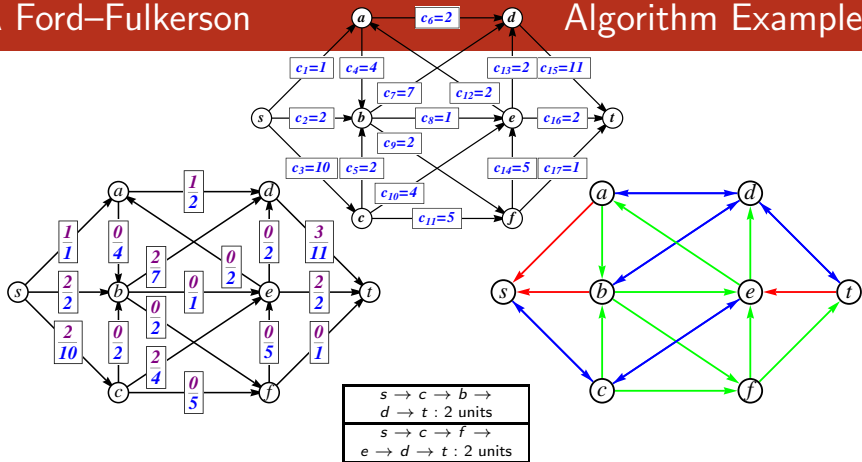 A Ford–Fulkerson Algorithm Example
a c6=2 d
c1=1 c4=4 c13=2 c15=11
c7=7 c12=2
s c2=2 b c8=1 e c16=2 t
c9=2
c3=10 c5=2 c14=5 c17=1
c10=4
c c11=5 f
a 1/2 d
1/1 0/4 0/2 3/11
2/7 0/2
s 2/2 b 0/1 e 2/2 t
0/2
2/10 0/2 0/5 0/1
2/4
c 0/5 f
a d
s b e t
c f
s → c → b →
d → t : 2 units
s → c → f →
e → d → t : 2 units